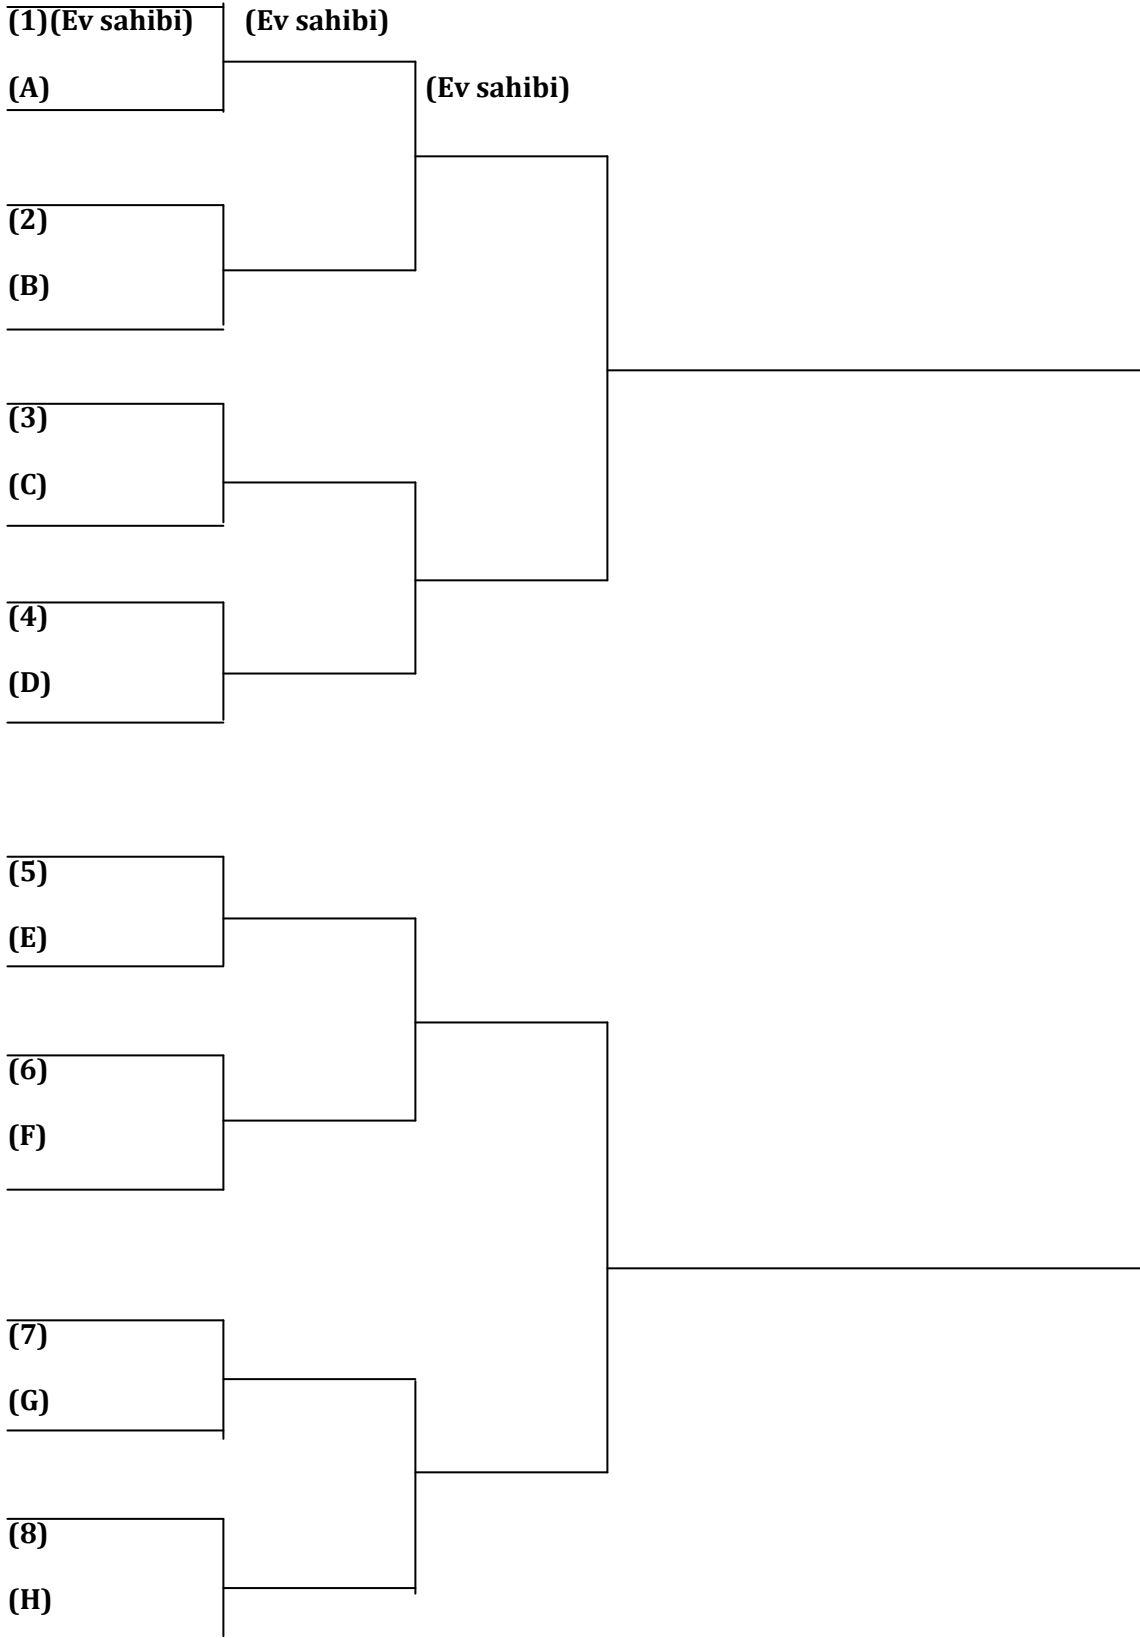 (1)(Ev sahibi) (Ev sahibi)
(A) (Ev sahibi)
(2)
(B)
(3)
(C)
(4)
(D)
(5)
(E)
(6)
(F)
(7)
(G)
(8)
(H)